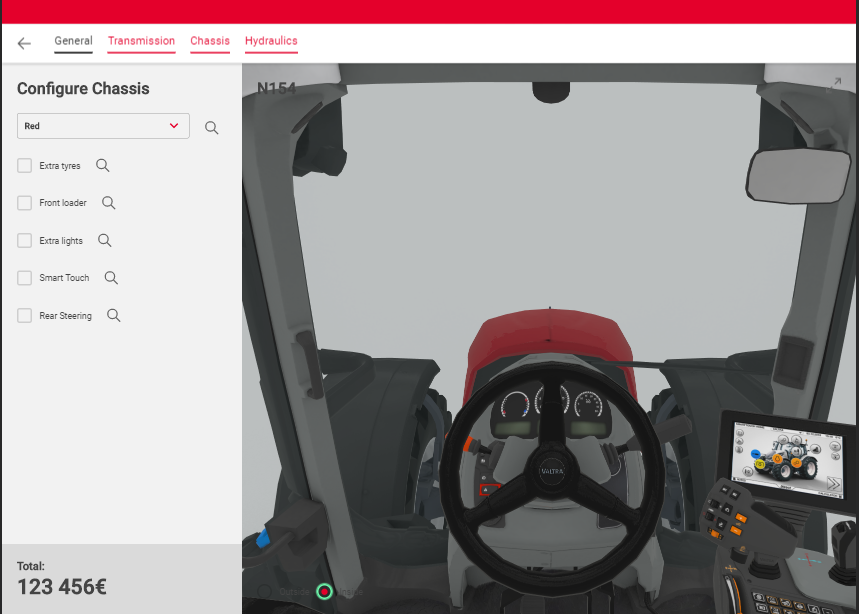 General Transmission Chassis Hydraulics
Configure Chassis
Red
Extra tyres
Front loader
Extra lights
Smart Touch
Rear Steering
Total:
123 456€
N154
VALTRA